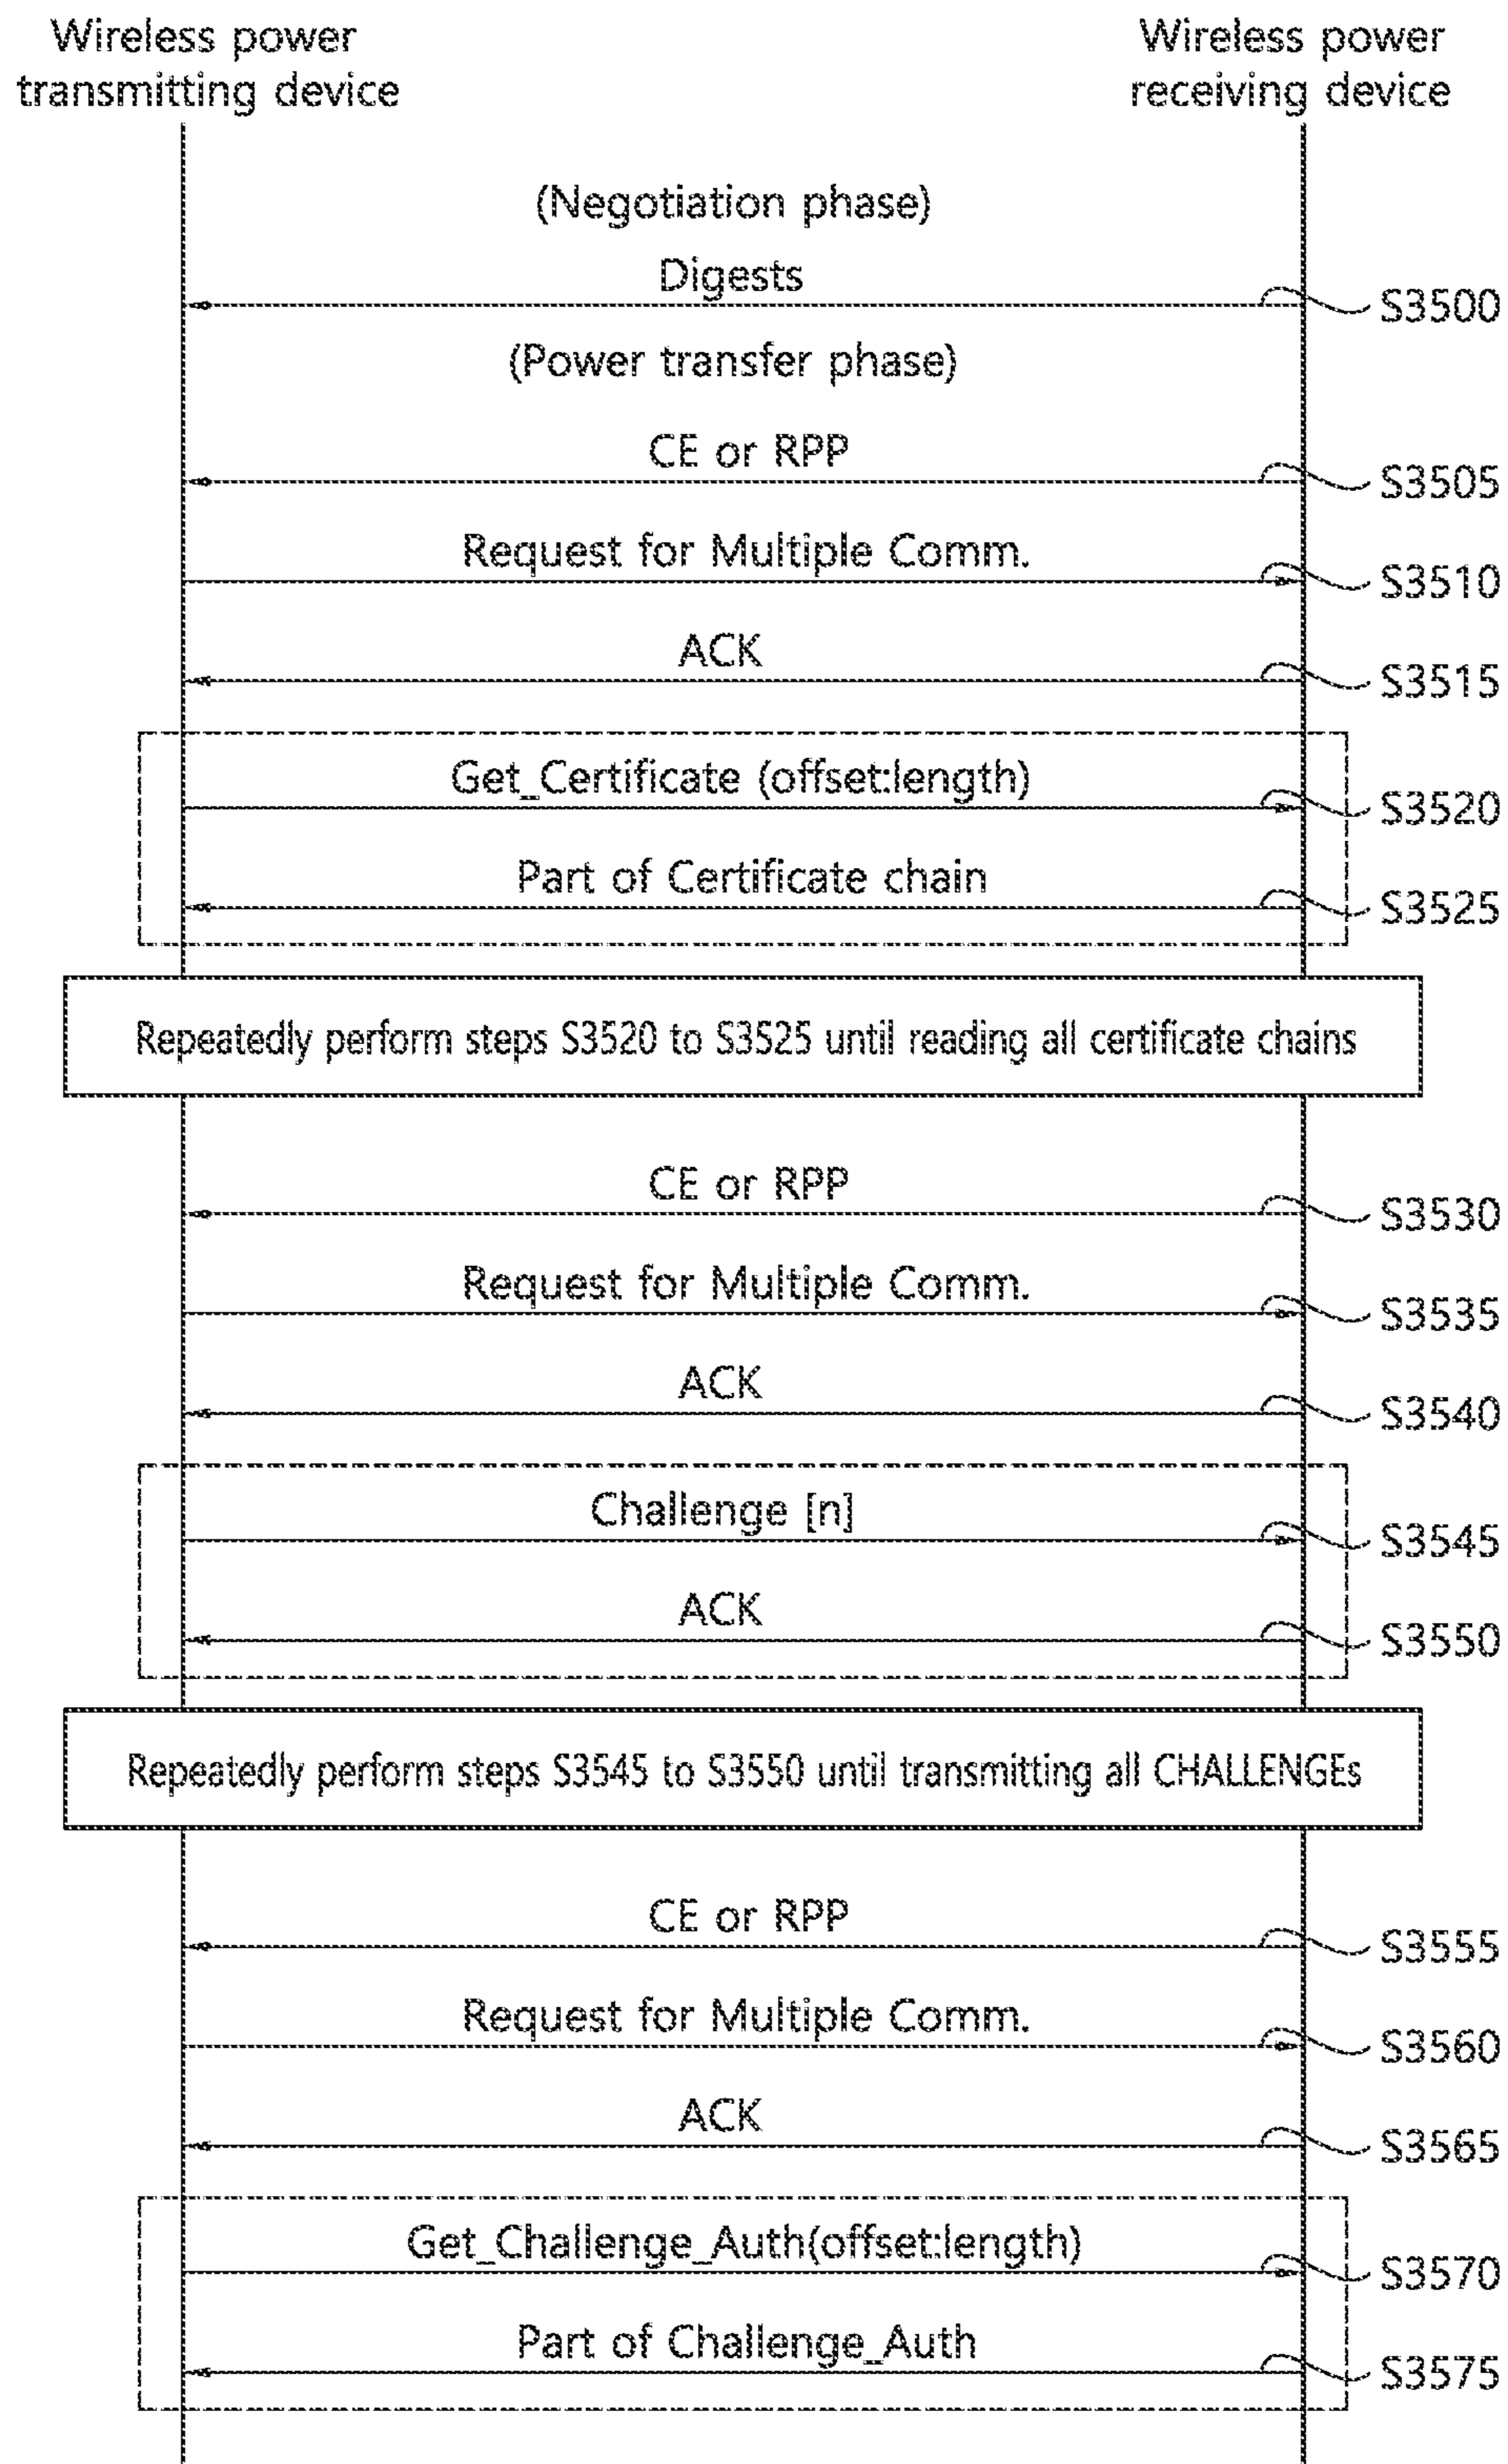 Wireless power
transmitting device
Wireless power
receiving device
(Negotiation phase)
Digests
S3500
(Power transfer phase)
CE or RPP
S3505
Request for Multiple Comm.
S3510
ACK
S3515
Get_Certificate (offset:length)
S3520
Part of Certificate chain
S3525
Repeatedly perform steps S3520 to S3525 until reading all certificate chains
CE or RPP
S3530
Request for Multiple Comm.
S3535
ACK
S3540
Challenge [n]
S3545
ACK
S3550
Repeatedly perform steps S3545 to S3550 until transmitting all CHALLENGEs
CE or RPP
S3555
Request for Multiple Comm.
S3560
ACK
S3565
Get_Challenge_Auth(offset:length)
S3570
Part of Challenge_Auth
S3575